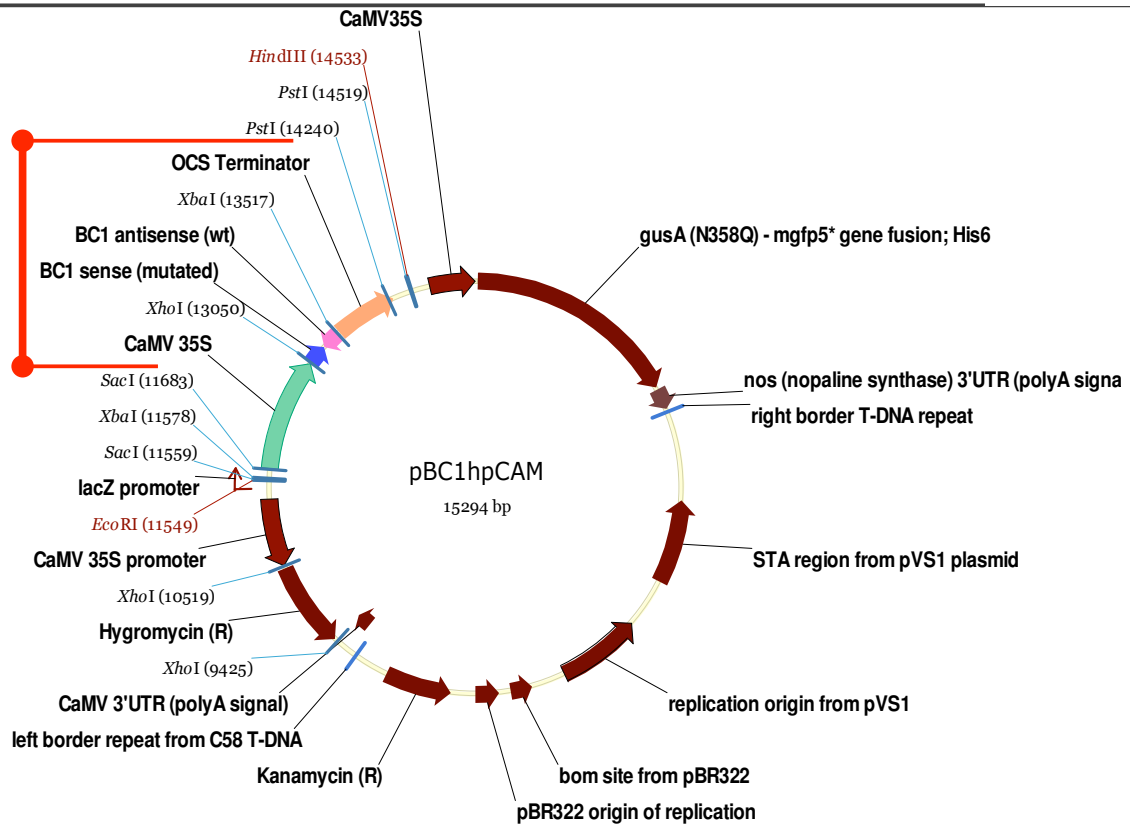 CaMV35S
HindIII (14533)
PstI (14519)
PstI (14240)
OCS Terminator
XbaI (13517)
BC1 antisense (wt)
BC1 sense (mutated)
XhoI (13050)
CaMV 35S
SacI (11683)
XbaI (11578)
SacI (11559)
lacZ promoter
EcoRI (11549)
CaMV 35S promoter
XhoI (10519)
Hygromycin (R)
XhoI (9425)
CaMV 3'UTR (polyA signal)
left border repeat from C58 T-DNA
Kanamycin (R)
pBR322 origin of replication
bom site from pBR322
replication origin from pVS1
STA region from pVS1 plasmid
right border T-DNA repeat
nos (nopaline synthase) 3'UTR (polyA signa
gusA (N358Q) - mgfp5* gene fusion; His6
pBC1hpCAM
15294 bp